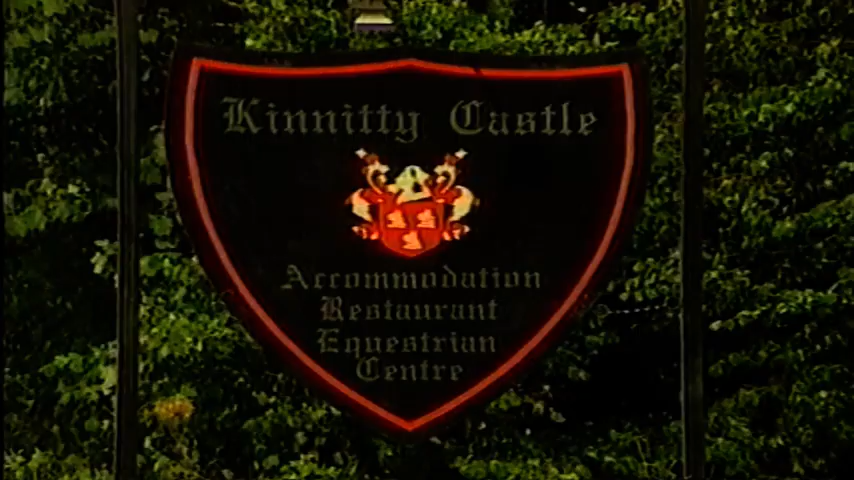 Kinnitty Castle
Accommodation
Restaurant
Equestrian
Centre